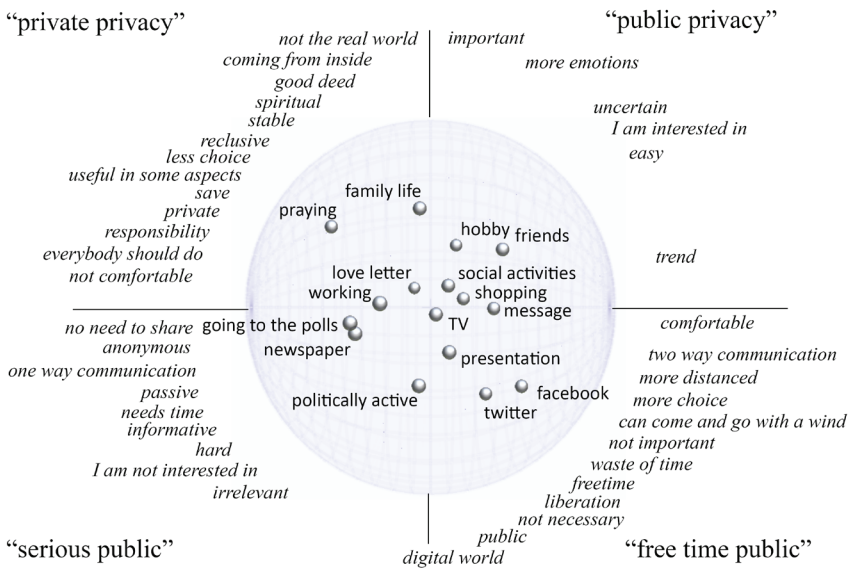 “private privacy”
“public privacy”
not the real world
important
coming from inside
more emotions
good deed
spiritual
uncertain
stable
I am interested in
reclusive
easy
less choice
useful in some aspects
save
family life
private
praying
responsibility
hobby
friends
everybody should do
trend
not comfortable
love letter
social activities
working
shopping
message
no need to share
going to the polls
TV
comfortable
anonymous
newspaper
two way communication
one way communication
presentation
more distanced
passive
politically active
facebook
more choice
needs time
twitter
can come and go with a wind
informative
not important
hard
waste of time
I am not interested in
freetime
irrelevant
liberation
not necessary
public
“serious public”
“free time public”
digital world